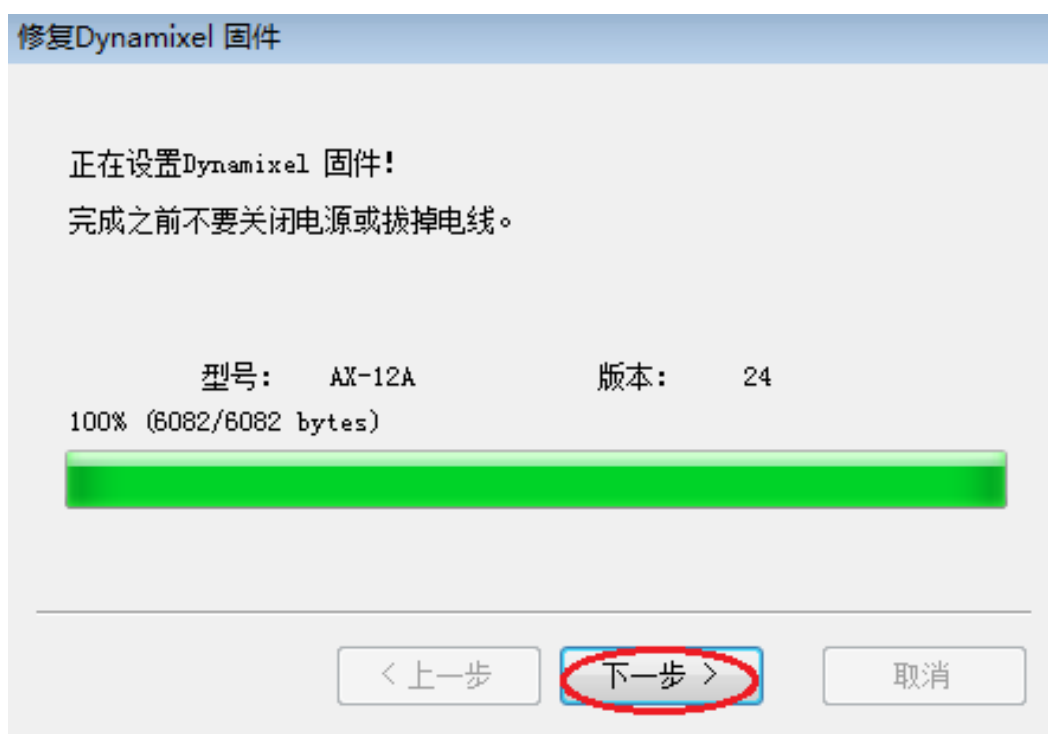 修复Dynamixel 固件
正在设置Dynamixel 固件!
完成之前不要关闭电源或拔掉电线。
型号: AX-12A 版本: 24
100% (6082/6082 bytes)
<上一步 下一步> 取消